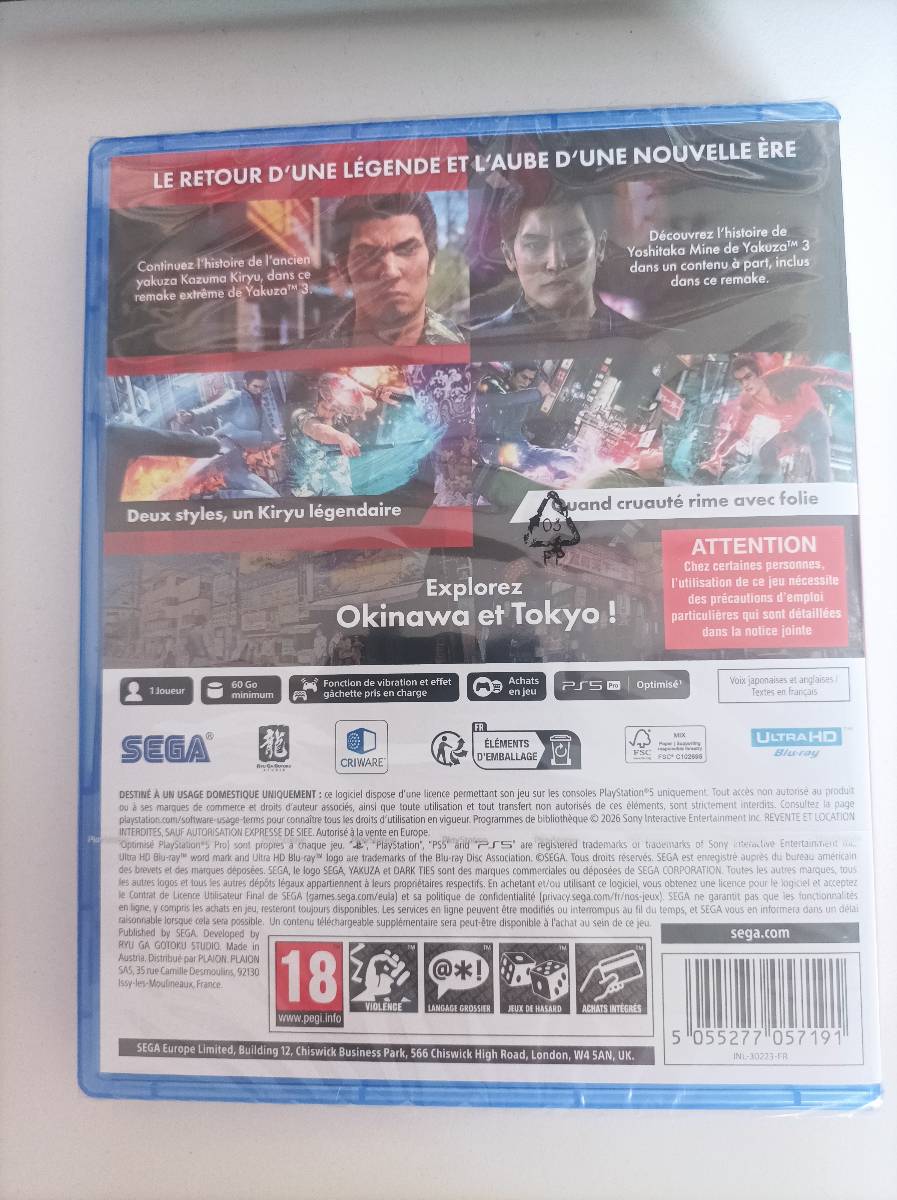 LE RETOUR D'UNE LÉGENDE ET L'AUBE D'UNE NOUVELLE ÈRE
Continuez l'histoire de l'ancien
yakuza Kazuma Kiryu, dans ce
remake extrême de Yakuza™ 3.
Découvrez l'histoire de
Yoshitaka Mine de Yakuza™ 3
dans un contenu à part, inclus
dans ce remake.
Deux styles, un Kiryu légendaire
Quand cruauté rime avec folie
03
PP
Explorez
Okinawa et Tokyo !
ATTENTION
Chez certaines personnes,
l'utilisation de ce jeu nécessite
des précautions d'emploi
particulières qui sont détaillées
dans la notice jointe
1 Joueur
60 Go
minimum
Fonction de vibration et effet
gâchette pris en charge
Achats
en jeu
PS5 Pro Optimisé¹
Voix japonaises et anglaises /
Textes en français
SEGA®
龍
RYU GA GOTOKU
STUDIO
CRIWARE™
FR
ÉLÉMENTS
D'EMBALLAGE
FSC
MIX
Paper | Supporting
responsible forestry
FSC® C102695
ULTRA HD™
Blu-ray
DESTINÉ À UN USAGE DOMESTIQUE UNIQUEMENT : ce logiciel dispose d'une licence permettant son jeu sur les consoles PlayStation®5 uniquement. Tout accès non autorisé au produit
ou à ses marques de commerce et droits d'auteur associés, ainsi que toute utilisation et tout transfert non autorisés de ces éléments, sont strictement interdits. Consultez la page
playstation.com/software-usage-terms pour connaître tous les droits d'utilisation en vigueur. Programmes de bibliothèque © 2026 Sony Interactive Entertainment Inc. REVENTE ET LOCATION
INTERDITES, SAUF AUTORISATION EXPRESSE DE SIEE. Autorisé à la vente en Europe.
¹Optimisé PlayStation®5 Pro) sont propres à chaque jeu. "PS", "PlayStation", "PS5" and "PS5" are registered trademarks or trademarks of Sony Interactive Entertainment Inc.
Ultra HD Blu-ray™ word mark and Ultra HD Blu-ray™ logo are trademarks of the Blu-ray Disc Association. ©SEGA. Tous droits réservés. SEGA est enregistré auprès du bureau américain
des brevets et des marques déposées. SEGA, le logo SEGA, YAKUZA et DARK TIES sont des marques commerciales ou déposées de SEGA CORPORATION. Toutes les autres marques, tous
les autres logos et tous les autres dépôts légaux appartiennent à leurs propriétaires respectifs. En achetant et/ou utilisant ce logiciel, vous obtenez une licence pour le logiciel et acceptez
le Contrat de Licence Utilisateur Final de SEGA (games.sega.com/eula) et sa politique de confidentialité (privacy.sega.com/fr/nos-jeux). SEGA ne garantit pas que les fonctionnalités
en ligne, y compris les achats en jeu, resteront toujours disponibles. Les services en ligne peuvent être modifiés ou interrompus au fil du temps, et SEGA vous en informera dans un délai
raisonnable lorsque cela sera possible. Un contenu téléchargeable supplémentaire sera peut-être disponible à l'achat au sein de ce jeu.
Published by SEGA. Developed by
RYU GA GOTOKU STUDIO. Made in
Austria. Distribué par PLAION. PLAION
SAS, 35 rue Camille Desmoulins, 92130
Issy-les-Moulineaux, France.
18
www.pegi.info
VIOLENCE
@*!
LANGAGE GROSSIER
JEUX DE HASARD
ACHATS INTÉGRÉS
sega.com
5 055277 057191
INL-30223-FR
SEGA Europe Limited, Building 12, Chiswick Business Park, 566 Chiswick High Road, London, W4 5AN, UK.